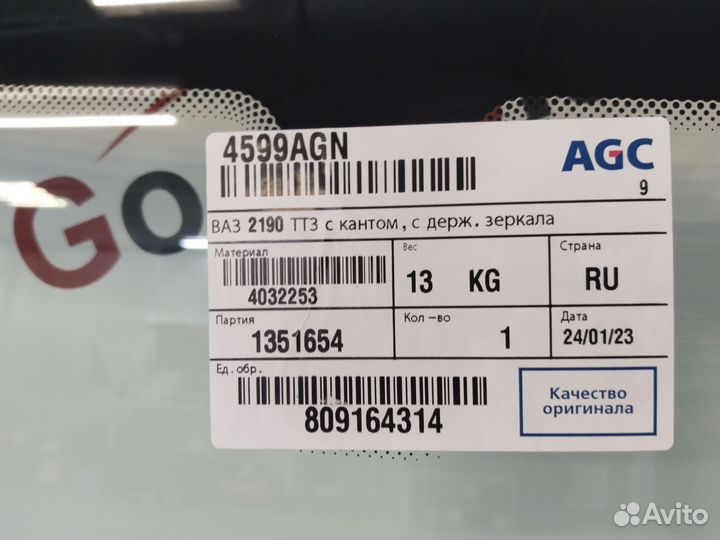 Go
4599AGN
AGC
9
ВАЗ 2190 ТТЗ с кантом, с держ. зеркала
Материал
4032253
Вес
13 KG
Страна
RU
Партия
1351654
Кол-во
1
Дата
24/01/23
Ед. обр.
809164314
Качество
оригинала
Avito